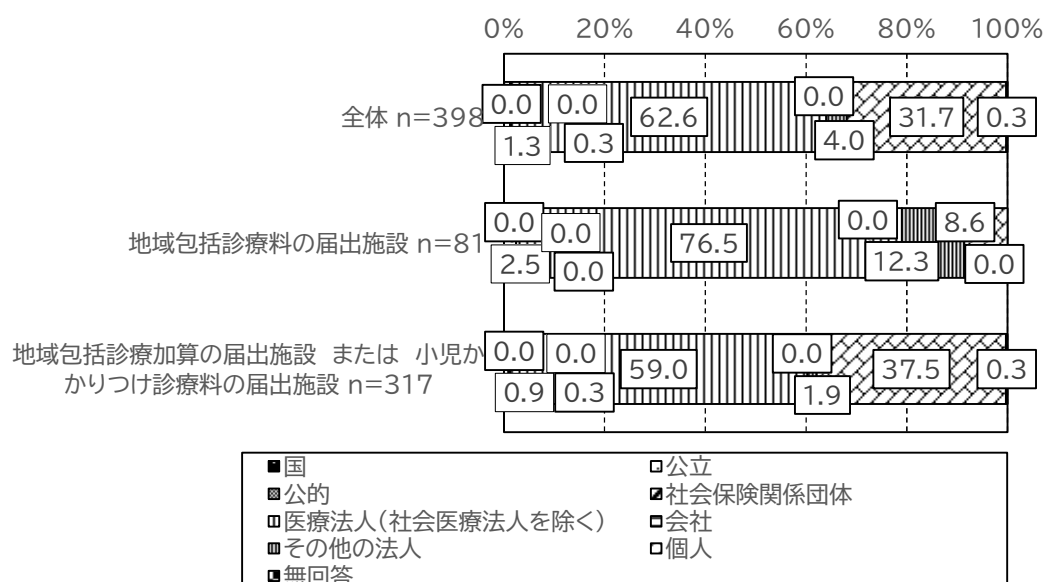 0% 20% 40% 60% 80% 100%
全体 n=398
0.0 0.0 62.6 0.0 31.7 0.3
1.3 0.3 4.0
地域包括診療料の届出施設 n=81
0.0 0.0 76.5 0.0 8.6
2.5 0.0 12.3 0.0
地域包括診療加算の届出施設 または 小児か
かりつけ診療料の届出施設 n=317
0.0 0.0 59.0 0.0 37.5 0.3
0.9 0.3 1.9
国 公立
公的 社会保険関係団体
医療法人(社会医療法人を除く) 会社
その他の法人 個人
無回答